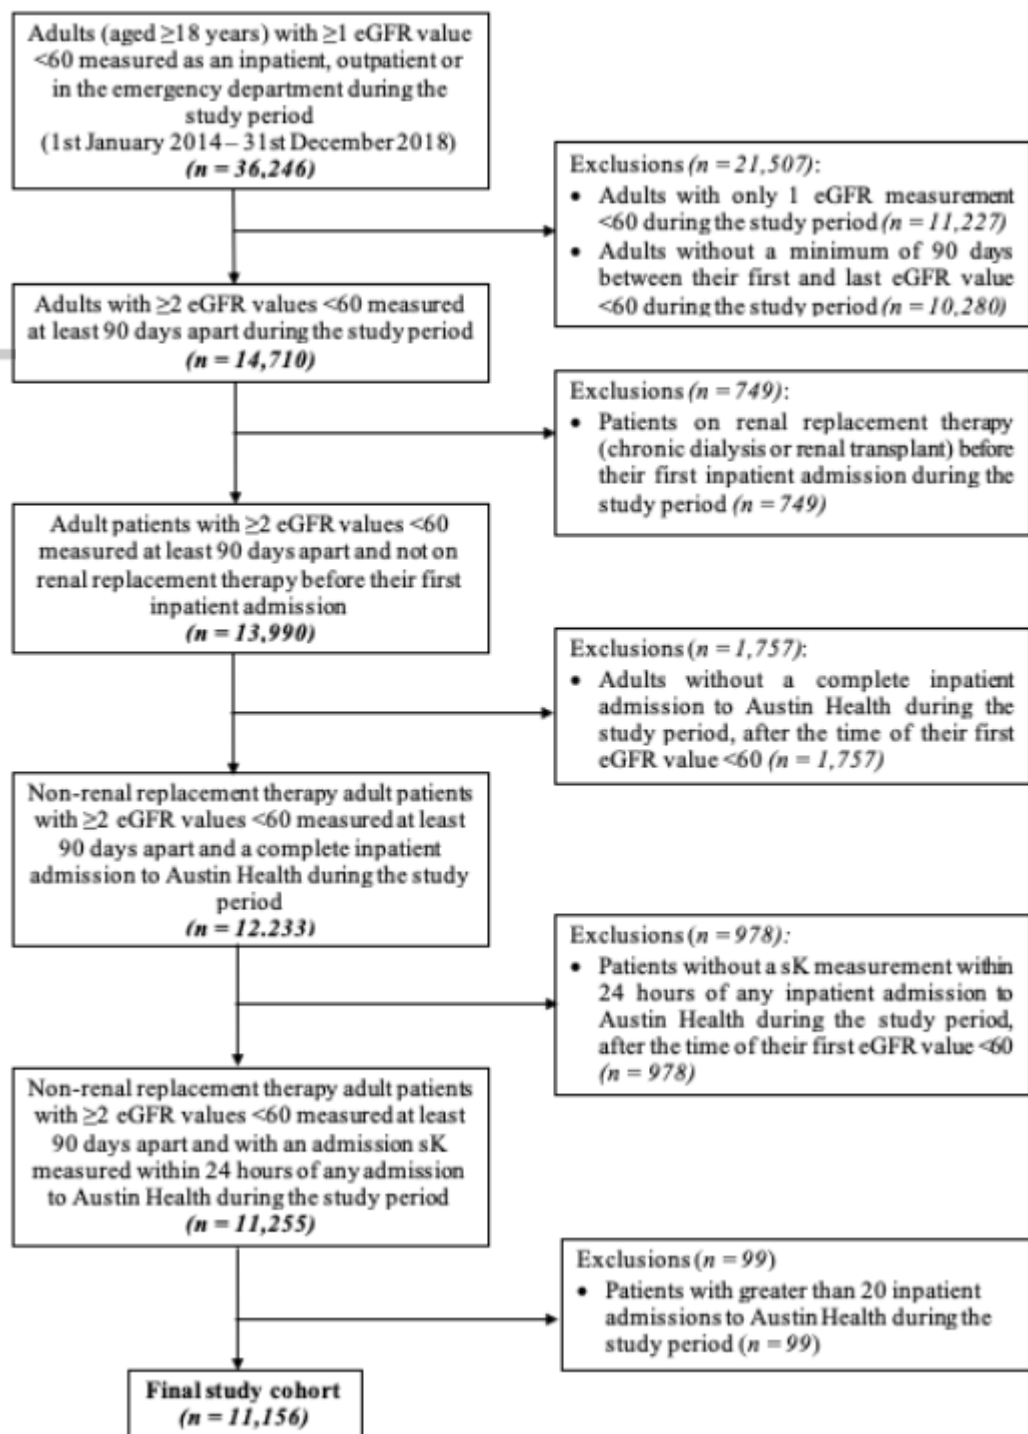 Adults (aged ≥18 years) with ≥1 eGFR value
<60 measured as an inpatient, outpatient or
in the emergency department during the
study period
(1st January 2014 – 31st December 2018)
(n = 36,246)
Exclusions (n = 21,507):
• Adults with only 1 eGFR measurement
<60 during the study period (n = 11,227)
• Adults without a minimum of 90 days
between their first and last eGFR value
<60 during the study period (n = 10,280)
Adults with ≥2 eGFR values <60 measured
at least 90 days apart during the study period
(n = 14,710)
Exclusions (n = 749):
• Patients on renal replacement therapy
(chronic dialysis or renal transplant) before
their first inpatient admission during the
study period (n = 749)
Adult patients with ≥2 eGFR values <60
measured at least 90 days apart and not on
renal replacement therapy before their first
inpatient admission
(n = 13,990)
Exclusions (n = 1,757):
• Adults without a complete inpatient
admission to Austin Health during the
study period, after the time of their first
eGFR value <60 (n = 1,757)
Non-renal replacement therapy adult patients
with ≥2 eGFR values <60 measured at least
90 days apart and a complete inpatient
admission to Austin Health during the study
period
(n = 12.233)
Exclusions (n = 978):
• Patients without a sK measurement within
24 hours of any inpatient admission to
Austin Health during the study period,
after the time of their first eGFR value <60
(n = 978)
Non-renal replacement therapy adult patients
with ≥2 eGFR values <60 measured at least
90 days apart and with an admission sK
measured within 24 hours of any admission
to Austin Health during the study period
(n = 11,255)
Exclusions (n = 99)
• Patients with greater than 20 inpatient
admissions to Austin Health during the
study period (n = 99)
Final study cohort
(n = 11,156)